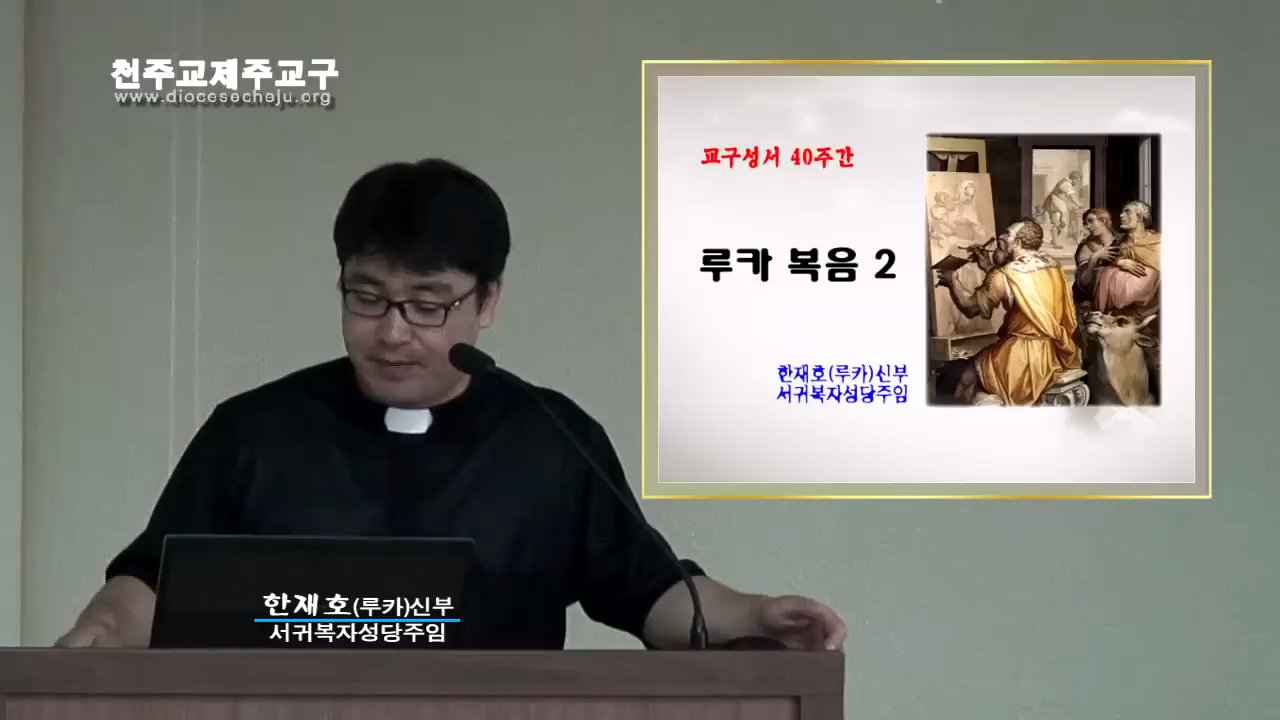 천주교제주교구
www.diocesecheju.org
교구성서 40주간
루카 복음 2
한재호(루카)신부
서귀복자성당주임
한재호(루카)신부
서귀복자성당주임